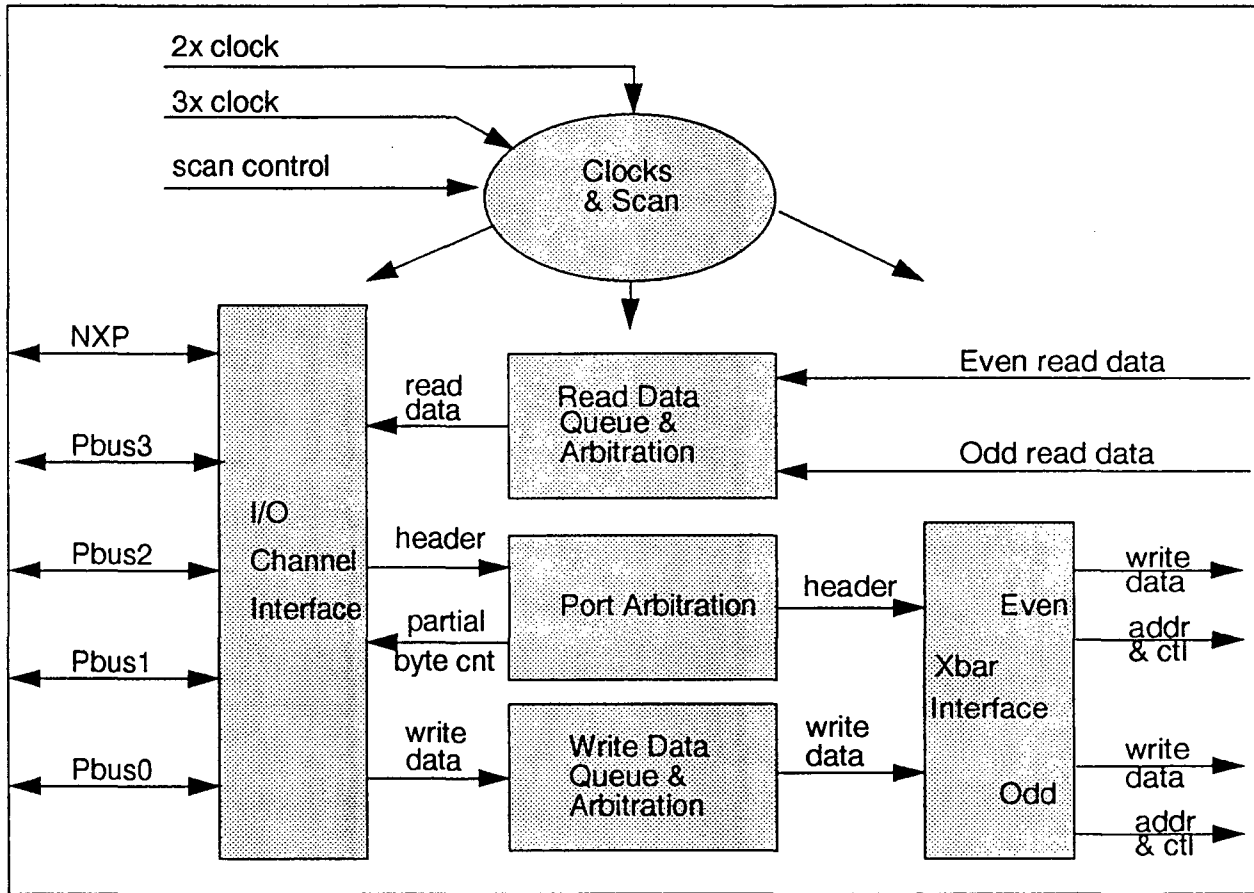 2x clock
3x clock
scan control
Clocks
& Scan
NXP
Pbus3
Pbus2
Pbus1
Pbus0
I/O
Channel
Interface
read
data
Read Data
Queue &
Arbitration
Even read data
Odd read data
header
partial
byte cnt
Port Arbitration
header
write
data
Write Data
Queue &
Arbitration
write
data
Even
Xbar
Interface
Odd
write
data
addr
& ctl
write
data
addr
& ctl